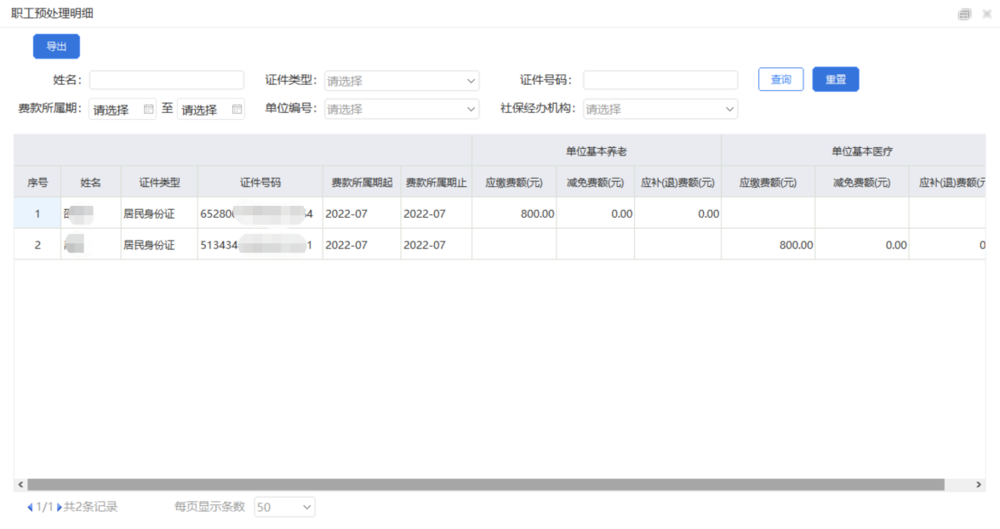 职工预处理明细
导出
姓名： 证件类型： 请选择 证件号码： 查询 重置
费款所属期： 请选择 至 请选择 单位编号： 请选择 社保经办机构： 请选择
单位基本养老 单位基本医疗
序号 姓名 证件类型 证件号码 费款所属期起 费款所属期止 应缴费额(元) 减免费额(元) 应补(退)费额(元) 应缴费额(元) 减免费额(元) 应补(退)费额
1 居民身份证 65280 4 2022-07 2022-07 800.00 0.00 0.00
2 居民身份证 513434 1 2022-07 2022-07 800.00 0.00 0
1/1 共2条记录 每页显示条数 50